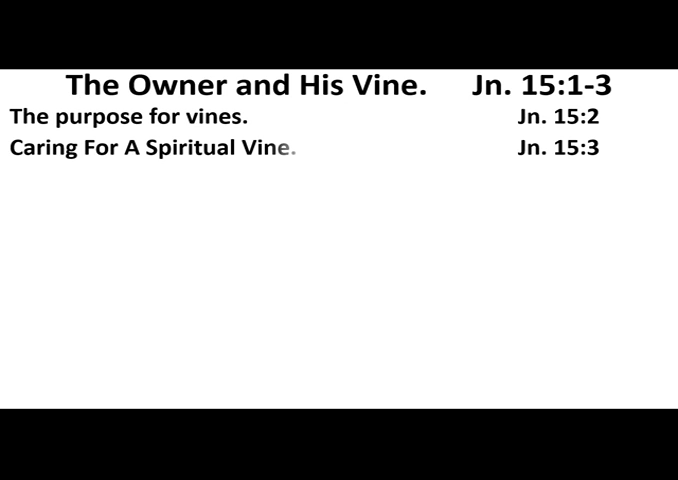 The Owner and His Vine. Jn. 15:1-3
The purpose for vines. Jn. 15:2
Caring For A Spiritual Vine. Jn. 15:3